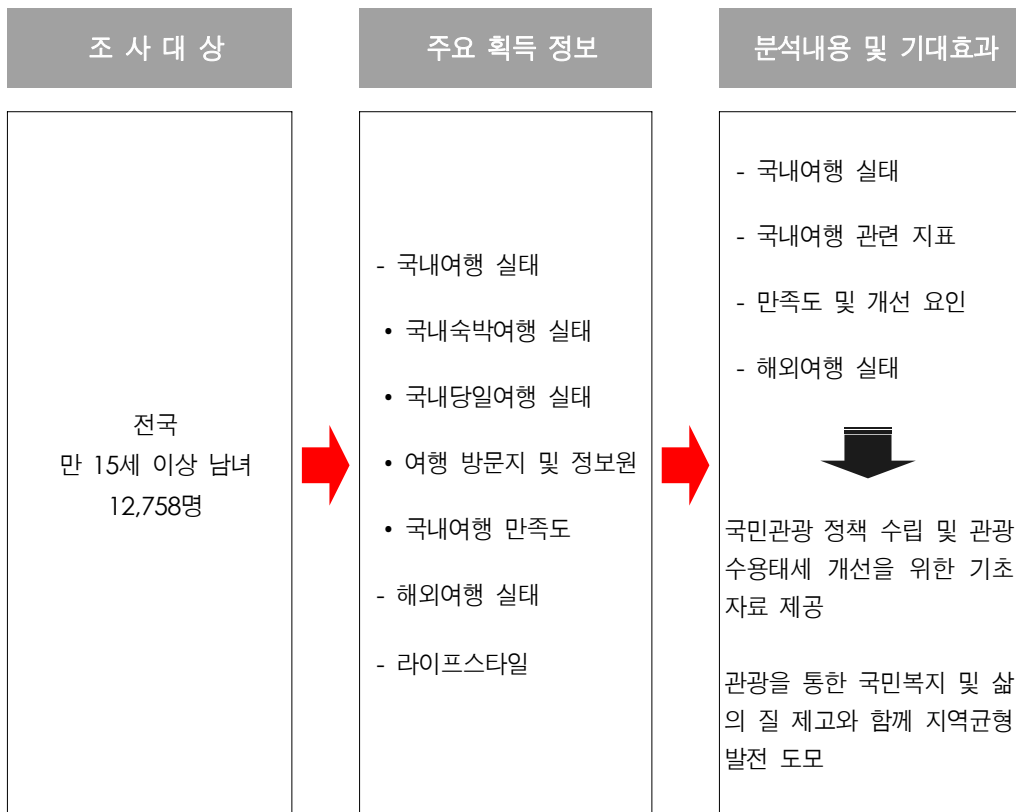 조 사 대 상
주요 획득 정보
분석내용 및 기대효과
전국
만 15세 이상 남녀
12,758명
- 국내여행 실태
• 국내숙박여행 실태
• 국내당일여행 실태
• 여행 방문지 및 정보원
• 국내여행 만족도
- 해외여행 실태
- 라이프스타일
- 국내여행 실태
- 국내여행 관련 지표
- 만족도 및 개선 요인
- 해외여행 실태
국민관광 정책 수립 및 관광
수용태세 개선을 위한 기초
자료 제공
관광을 통한 국민복지 및 삶
의 질 제고와 함께 지역균형
발전 도모